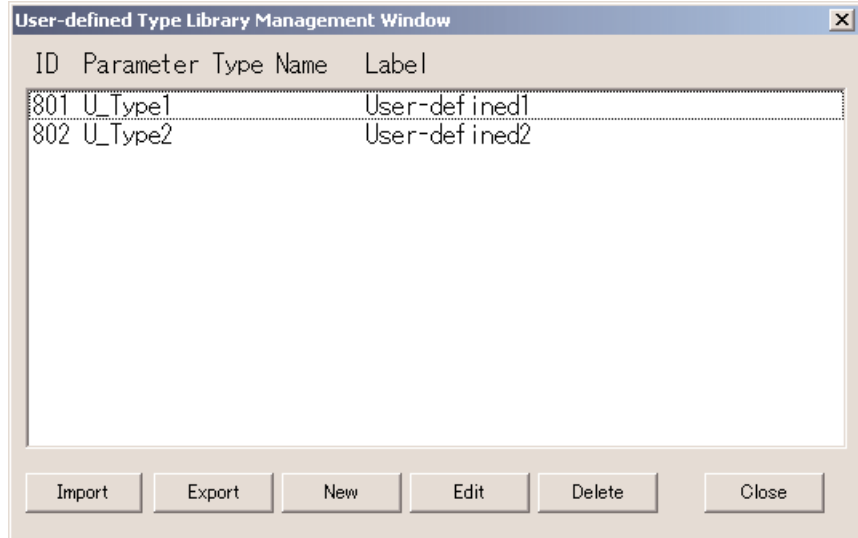 User-defined Type Library Management Window
ID Parameter Type Name Label
801 U_Type1 User-defined1
802 U_Type2 User-defined2
Import Export New Edit Delete Close